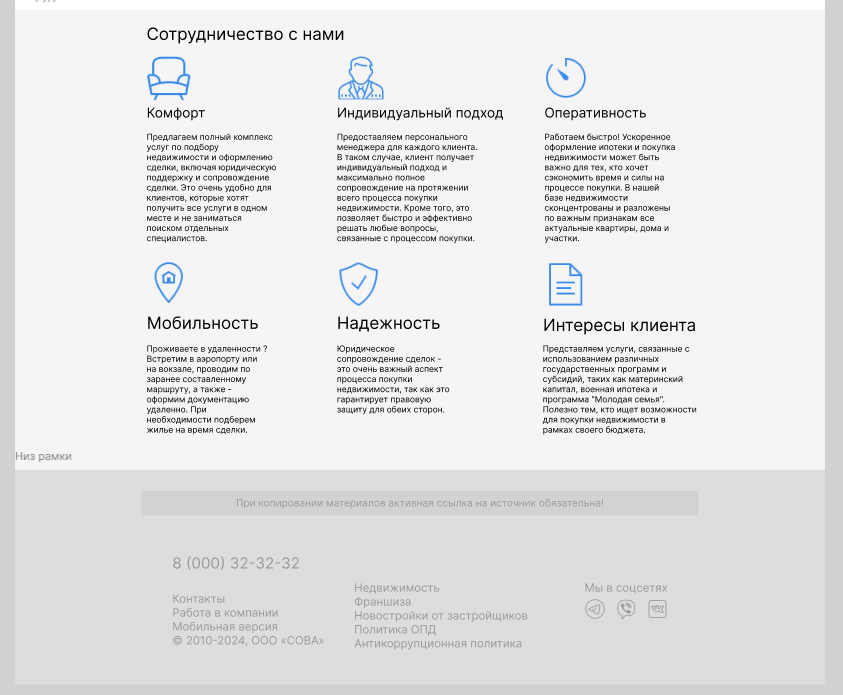 Сотрудничество с нами
Комфорт
Предлагаем полный комплекс
услуг по подбору
недвижимости и оформлению
сделки, включая юридическую
поддержку и сопровождение
сделки. Это очень удобно для
клиентов, которые хотят
получить все услуги в одном
месте и не заниматься
поиском отдельных
специалистов.
Индивидуальный подход
Предоставляем персонального
менеджера для каждого клиента.
В таком случае, клиент получает
индивидуальный подход и
максимально полное
сопровождение на протяжении
всего процесса покупки
недвижимости. Кроме того, это
позволяет быстро и эффективно
решать любые вопросы,
связанные с процессом покупки.
Оперативность
Работаем быстро! Ускоренное
оформление ипотеки и покупка
недвижимости может быть
важно для тех, кто хочет
сэкономить время и силы на
процессе покупки. В нашей
базе недвижимости
сконцентрированы и разложены
по важным признакам все
актуальные квартиры, дома и
участки.
Мобильность
Проживаете в удаленности ?
Встретим в аэропорту или
на вокзале, проводим по
заранее составленному
маршруту, а также -
оформим документацию
удаленно. При
необходимости подберем
жилье на время сделки.
Надежность
Юридическое
сопровождение сделок -
это очень важный аспект
процесса покупки
недвижимости, так как это
гарантирует правовую
защиту для обеих сторон.
Интересы клиента
Представляем услуги, связанные с
использованием различных
государственных программ и
субсидий, таких как материнский
капитал, военная ипотека и
программа "Молодая семья".
Полезно тем, кто ищет возможности
для покупки недвижимости в
рамках своего бюджета.
Низ рамки
При копировании материалов активная ссылка на источник обязательна!
8 (000) 32-32-32
Контакты
Работа в компании
Мобильная версия
© 2010-2024, ООО «СОВА»
Недвижимость
Франшиза
Новостройки от застройщиков
Политика ОПД
Антикоррупционная политика
Мы в соцсетях